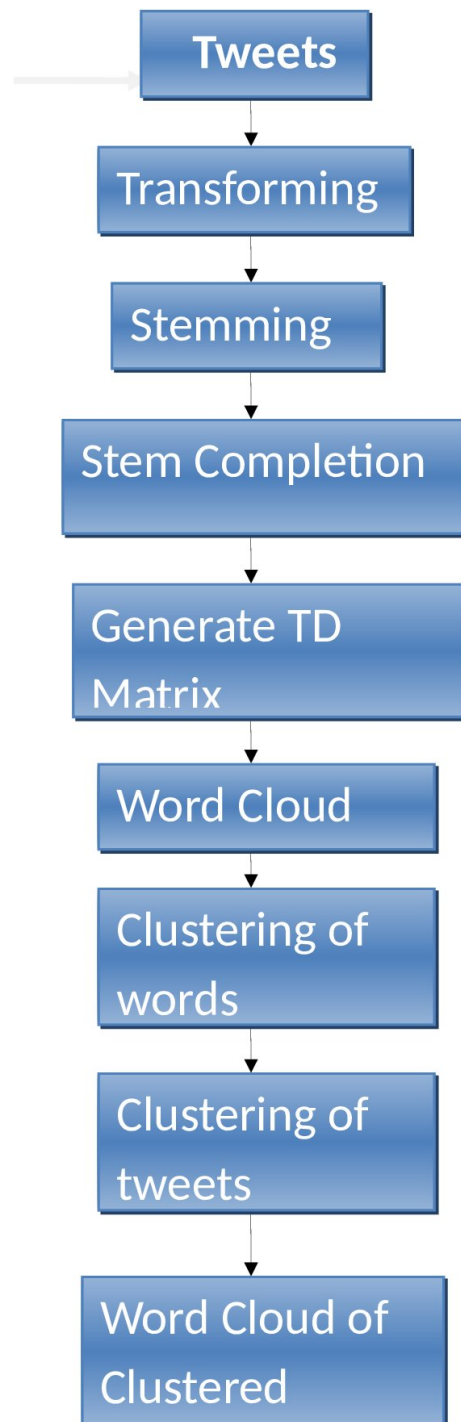 Tweets
Transforming
Stemming
Stem Completion
Generate TD
Matrix
Word Cloud
Clustering of
words
Clustering of
tweets
Word Cloud of
Clustered